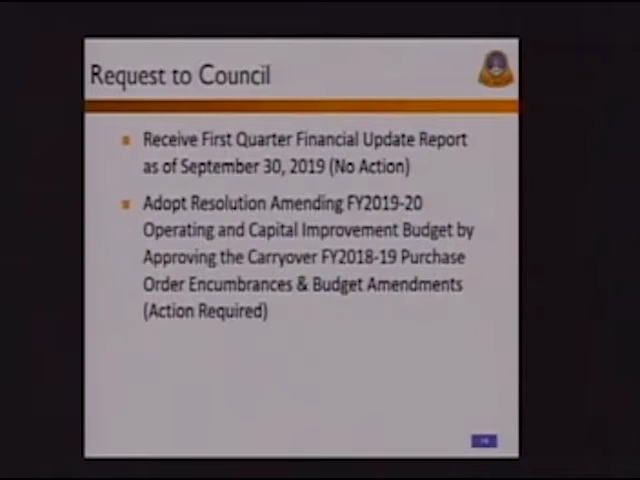 Request to Council
Receive First Quarter Financial Update Report
as of September 30, 2019 (No Action)
Adopt Resolution Amending FY2019-20
Operating and Capital Improvement Budget by
Approving the Carryover FY2018-19 Purchase
Order Encumbrances & Budget Amendments
(Action Required)